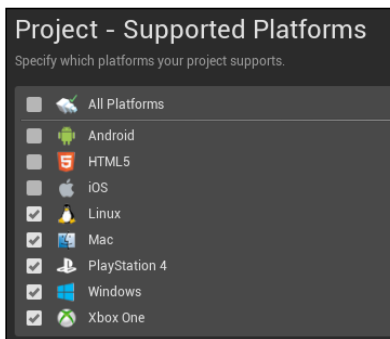 Project - Supported Platforms
Specify which platforms your project supports.
All Platforms
Android
HTML5
iOS
Linux
Mac
PlayStation 4
Windows
Xbox One